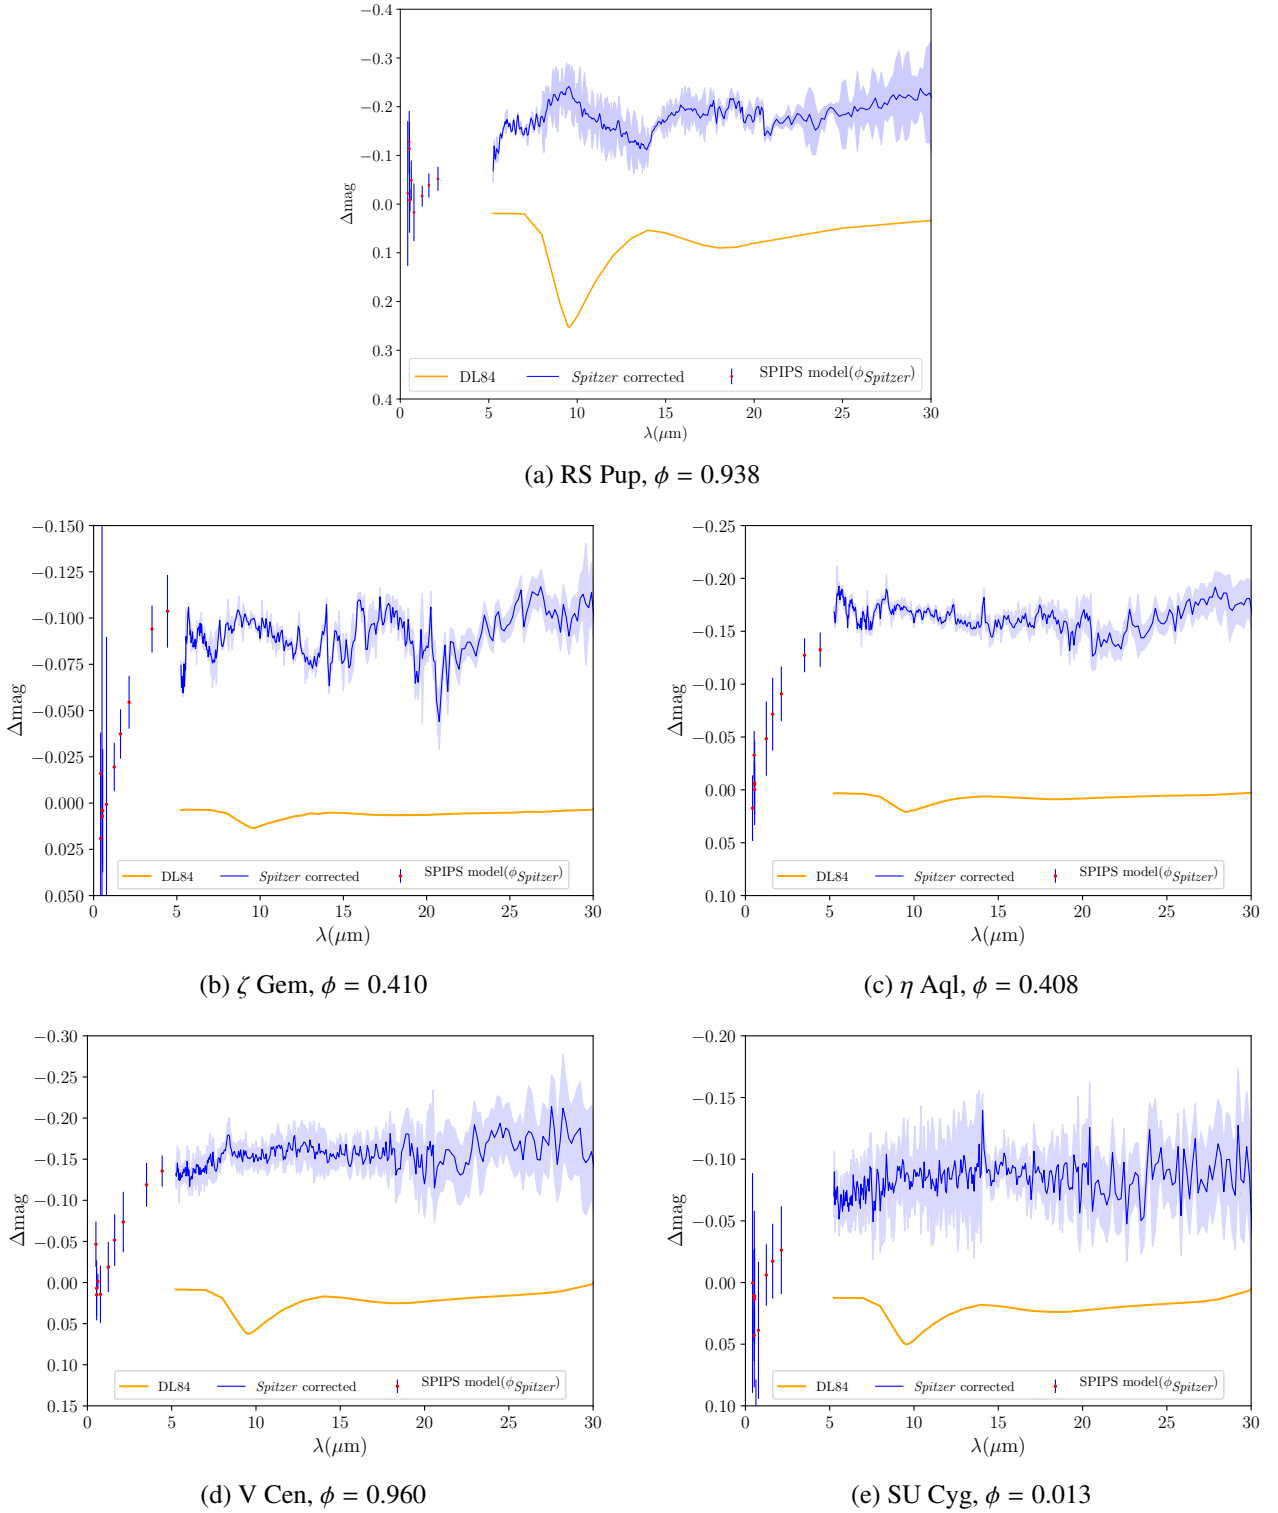 −0.4
−0.3
−0.2
−0.1
0.0
0.1
0.2
0.3
0.4
Δmag
DL84 Spitzer corrected SPIPS model(ϕSpitzer)
0 5 10 15 20 25 30
λ(μm)
(a) RS Pup, ϕ = 0.938
−0.150
−0.125
−0.100
−0.075
−0.050
−0.025
0.000
0.025
0.050
Δmag
DL84 Spitzer corrected SPIPS model(ϕSpitzer)
0 5 10 15 20 25 30
λ(μm)
(b) ζ Gem, ϕ = 0.410
−0.25
−0.20
−0.15
−0.10
−0.05
0.00
0.05
0.10
Δmag
DL84 Spitzer corrected SPIPS model(ϕSpitzer)
0 5 10 15 20 25 30
λ(μm)
(c) η Aql, ϕ = 0.408
−0.30
−0.25
−0.20
−0.15
−0.10
−0.05
0.00
0.05
0.10
0.15
Δmag
DL84 Spitzer corrected SPIPS model(ϕSpitzer)
0 5 10 15 20 25 30
λ(μm)
(d) V Cen, ϕ = 0.960
−0.20
−0.15
−0.10
−0.05
0.00
0.05
0.10
Δmag
DL84 Spitzer corrected SPIPS model(ϕSpitzer)
0 5 10 15 20 25 30
λ(μm)
(e) SU Cyg, ϕ = 0.013